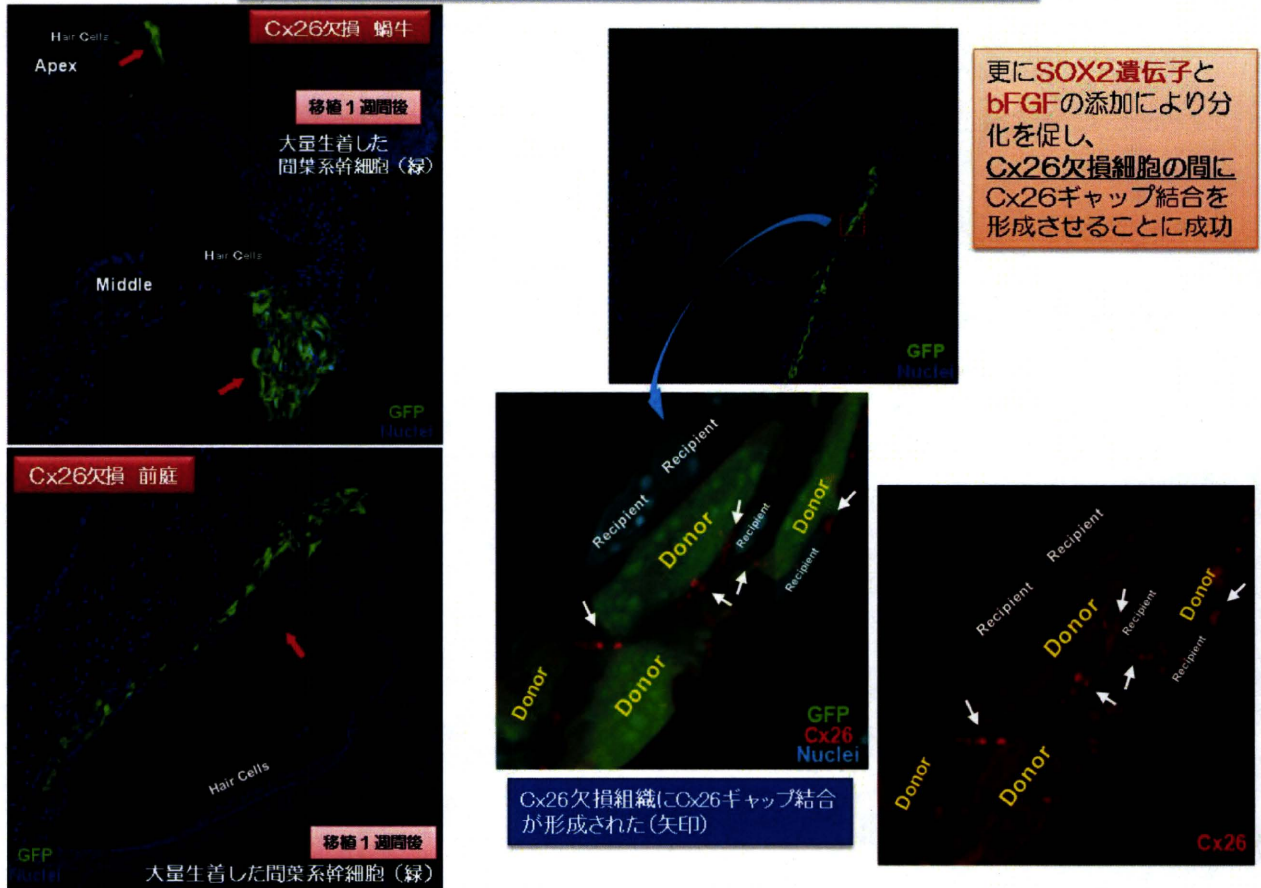 Cx26欠損 蝸牛
Hair Cells
Apex
移植1週間後
大量生着した
間葉系幹細胞（緑）
Hair Cells
Middle
GFP
Nuclei
Cx26欠損 前庭
Hair Cells
移植1週間後
GFP
Nuclei
大量生着した間葉系幹細胞（緑）
GFP
Nuclei
更にSOX2遺伝子と
bFGFの添加により分
化を促し、
Cx26欠損細胞の間に
Cx26ギャップ結合を
形成させることに成功
Recipient
Recipient
Donor
Recipient
Donor
Recipient
Donor
Donor
GFP
Cx26
Nuclei
Cx26欠損組織にCx26ギャップ結合
が形成された（矢印）
Recipient
Recipient
Donor
Recipient
Donor
Recipient
Donor
Donor
Cx26